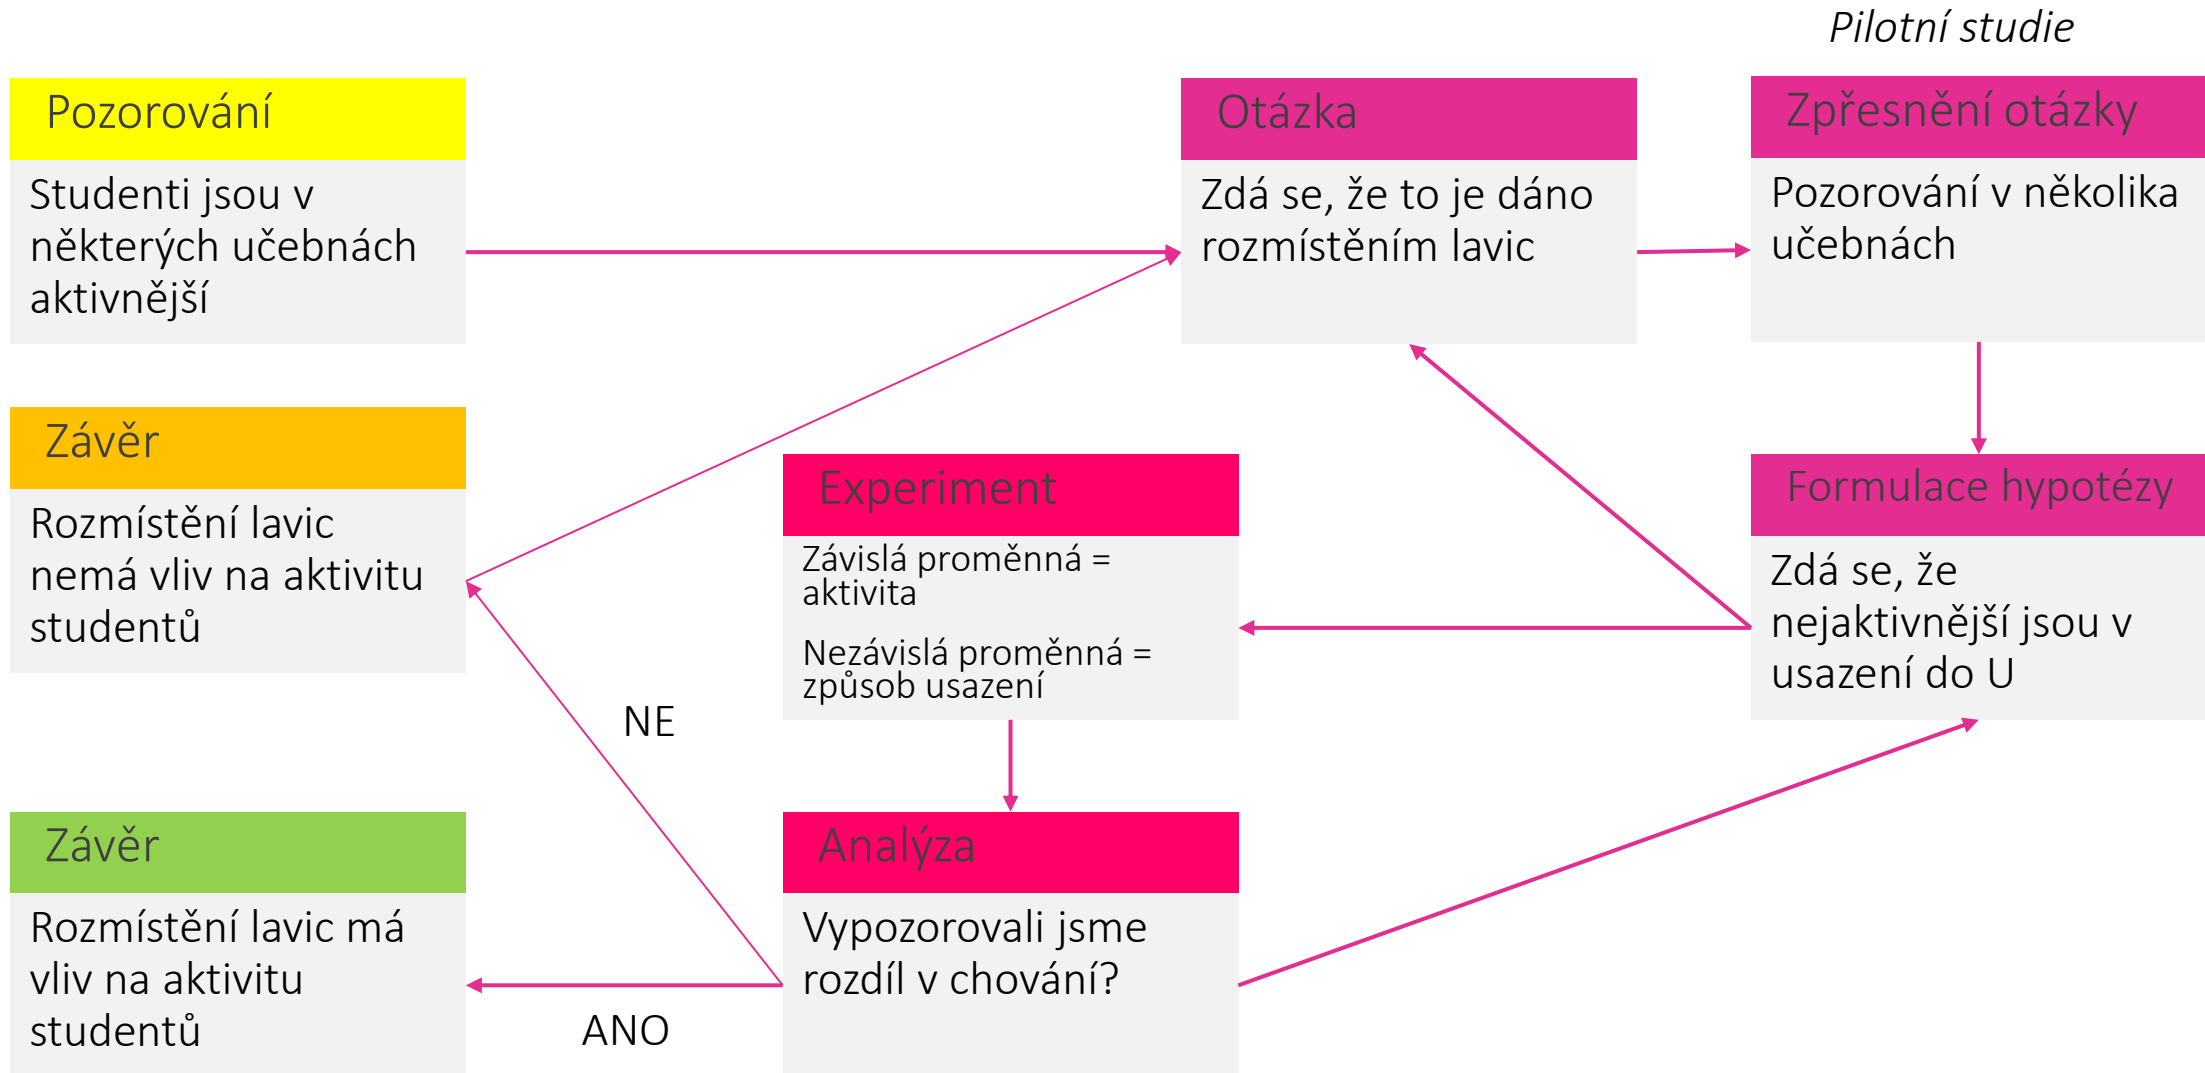 Pilotní studie
Pozorování
Studenti jsou v
některých učebnách
aktivnější
Otázka
Zdá se, že to je dáno
rozmístěním lavic
Zpřesnění otázky
Pozorování v několika
učebnách
Závěr
Rozmístění lavic
nemá vliv na aktivitu
studentů
Experiment
Závislá proměnná =
aktivita
Nezávislá proměnná =
způsob usazení
Formulace hypotézy
Zdá se, že
nejaktivnější jsou v
usazení do U
NE
Závěr
Rozmístění lavic má
vliv na aktivitu
studentů
ANO
Analýza
Vypozorovali jsme
rozdíl v chování?